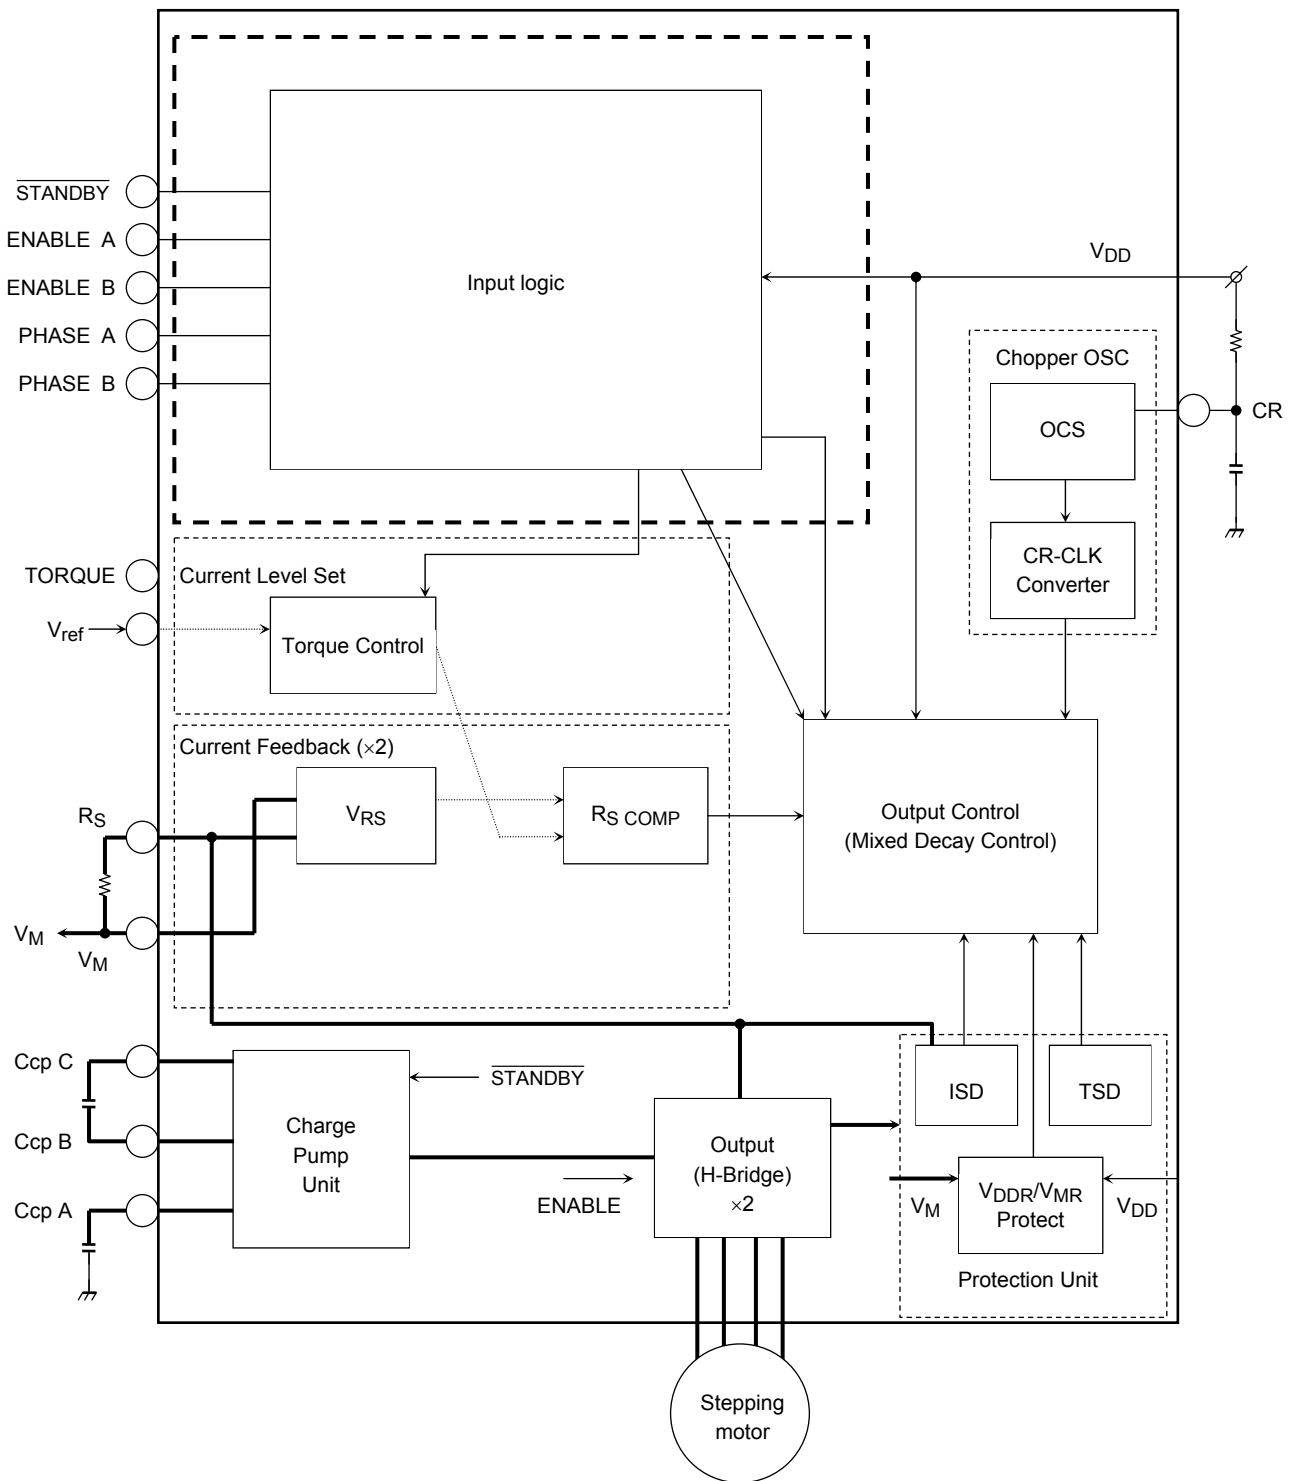 STANDBY
ENABLE A
ENABLE B
PHASE A
PHASE B
Input logic
VDD
Chopper OSC
OCS
CR
CR-CLK
Converter
TORQUE
Current Level Set
Vref
Torque Control
Current Feedback (×2)
VRS
RS COMP
Output Control
(Mixed Decay Control)
RS
VM
VM
Ccp C
Ccp B
Ccp A
Charge
Pump
Unit
STANDBY
ENABLE
Output
(H-Bridge)
×2
ISD
TSD
VM
VDDR/VMR
Protect
VDD
Protection Unit
Stepping
motor